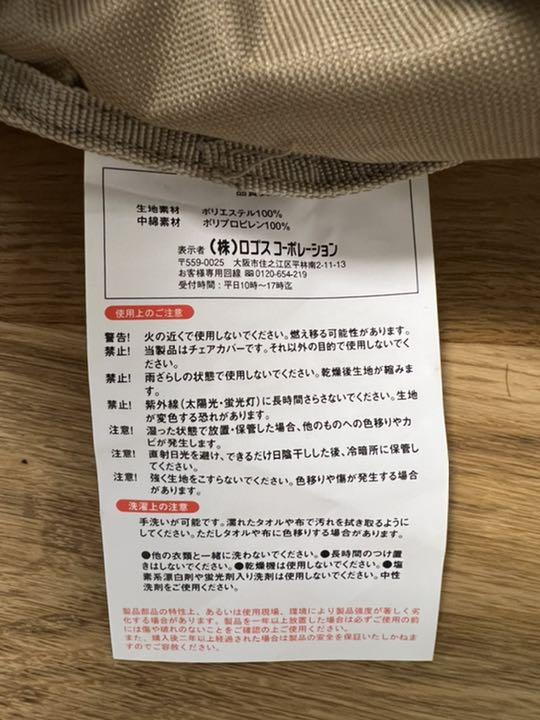 生地素材 ポリエステル100%
中綿素材 ポリプロピレン100%
表示者 (株)ロゴス コーポレーション
〒559-0025 大阪市住之江区平林南2-11-13
お客様専用回線 0120-654-219
受付時間：平日10時〜17時迄
使用上のご注意
警告! 火の近くで使用しないでください。燃え移る可能性があります。
禁止! 当製品はチェアカバーです。それ以外の目的で使用しないでく
ださい。
禁止! 雨ざらしの状態で使用しないでください。乾燥後生地が縮みま
す。
禁止! 紫外線(太陽光・蛍光灯)に長時間さらさないでください。生地
が変色する恐れがあります。
注意! 湿った状態で放置・保管した場合、他のものへの色移りやカ
ビが発生します。
注意! 直射日光を避け、できるだけ日陰干しした後、冷暗所に保管し
てください。
注意! 強く生地をこすらないでください。色移りや傷が発生する場合
があります。
洗濯上の注意
手洗いが可能です。濡れたタオルや布で汚れを拭き取るように
してください。ただしタオルや布に色移りする場合があります。
●他の衣類と一緒に洗わないでください。●長時間のつけ置
きはしないでください。●乾燥機は使用しないでください。●塩
素系漂白剤や蛍光剤入り洗剤は使用しないでください。中性
洗剤をご使用ください。
製品部品の特性上、あるいは使用現場、環境により製品強度が著しく劣
化する場合があります。製品を一年以上放置した場合は必ずご使用の前
には傷や破れのないことをご確認の上ご使用ください。
また、購入後二年以上経過された場合は製品の安全を保証いたしかねま
すのでご容赦ください。